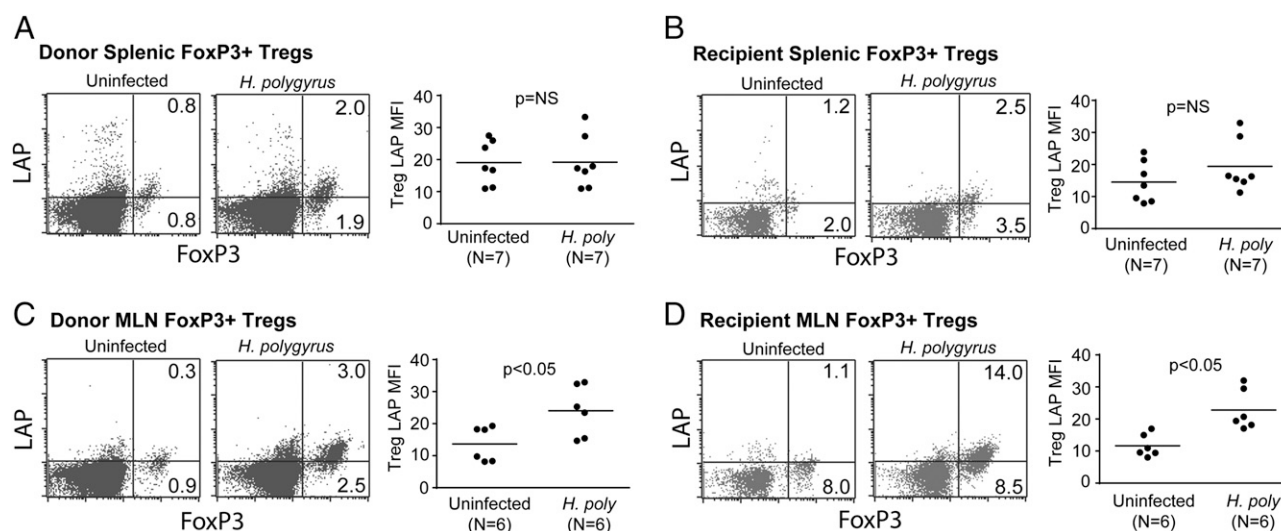 A
Donor Splenic FoxP3+ Tregs
Uninfected
H. polygyrus
LAP
0.8
0.8
2.0
1.9
FoxP3
Treg LAP MFI
40
30
20
10
0
p=NS
Uninfected
(N=7)
H. poly
(N=7)
B
Recipient Splenic FoxP3+ Tregs
Uninfected
H. polygyrus
LAP
1.2
2.0
2.5
3.5
FoxP3
Treg LAP MFI
40
30
20
10
0
p=NS
Uninfected
(N=7)
H. poly
(N=7)
C
Donor MLN FoxP3+ Tregs
Uninfected
H. polygyrus
LAP
0.3
0.9
3.0
2.5
FoxP3
Treg LAP MFI
40
30
20
10
0
p<0.05
Uninfected
(N=6)
H. poly
(N=6)
D
Recipient MLN FoxP3+ Tregs
Uninfected
H. polygyrus
LAP
1.1
8.0
14.0
8.5
FoxP3
Treg LAP MFI
40
30
20
10
0
p<0.05
Uninfected
(N=6)
H. poly
(N=6)